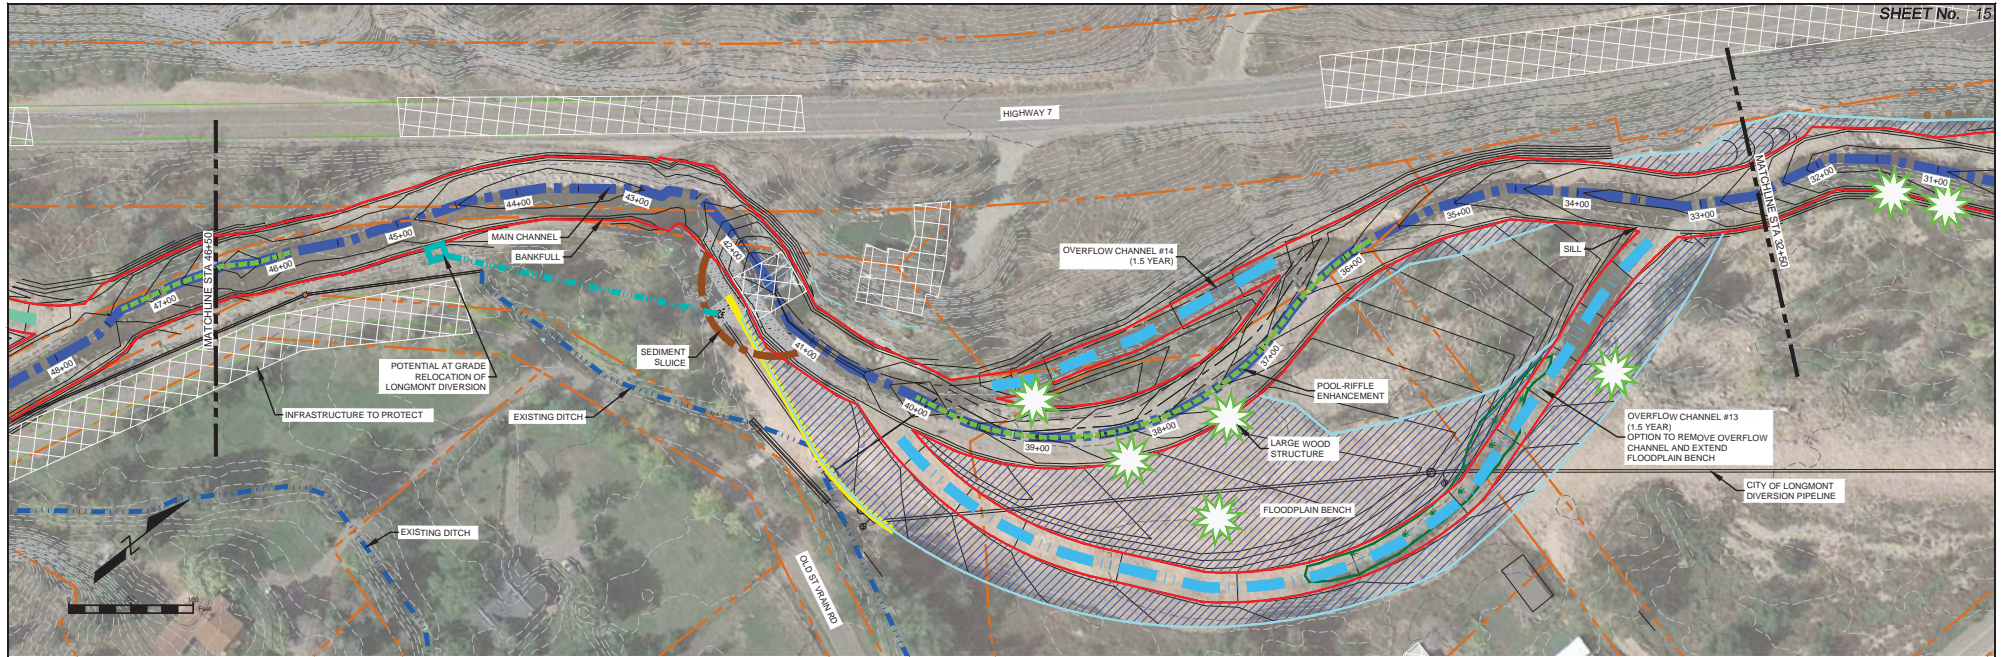 SHEET No. 15
HIGHWAY 7
MATCHLINE STA 46+50
MATCHLINE STA 32+50
48+00
47+00
46+00
45+00
44+00
43+00
42+00
41+00
40+00
39+00
38+00
37+00
36+00
35+00
34+00
33+00
32+00
31+00
MAIN CHANNEL
BANKFULL
OVERFLOW CHANNEL #14
(1.5 YEAR)
SILL
SEDIMENT
SLUICE
POTENTIAL AT GRADE
RELOCATION OF
LONGMONT DIVERSION
INFRASTRUCTURE TO PROTECT
EXISTING DITCH
EXISTING DITCH
POOL-RIFFLE
ENHANCEMENT
LARGE WOOD
STRUCTURE
OVERFLOW CHANNEL #13
(1.5 YEAR)
OPTION TO REMOVE OVERFLOW
CHANNEL AND EXTEND
FLOODPLAIN BENCH
CITY OF LONGMONT
DIVERSION PIPELINE
FLOODPLAIN BENCH
OLD ST VRAIN RD
N
0 50 100
Feet